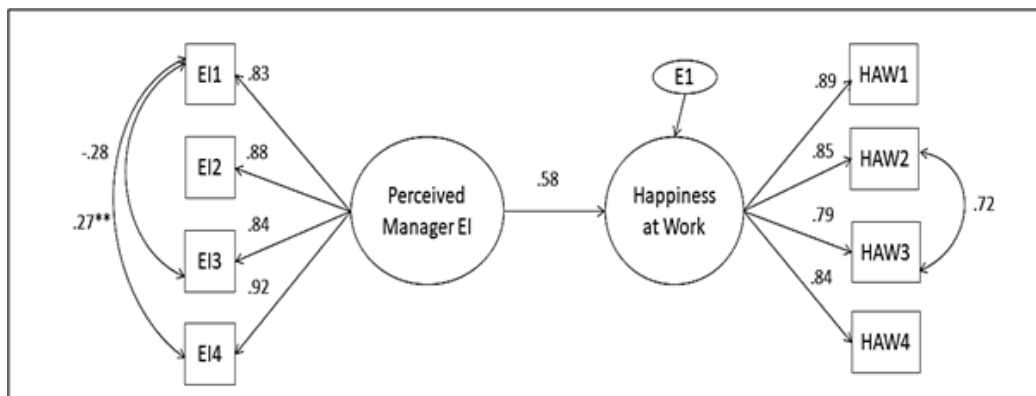 EI1
.83
E1
.89
HAW1
-.28
EI2
.88
Perceived
Manager EI
.58
Happiness
at Work
.85
HAW2
.27**
EI3
.84
.79
HAW3
.72
EI4
.92
.84
HAW4